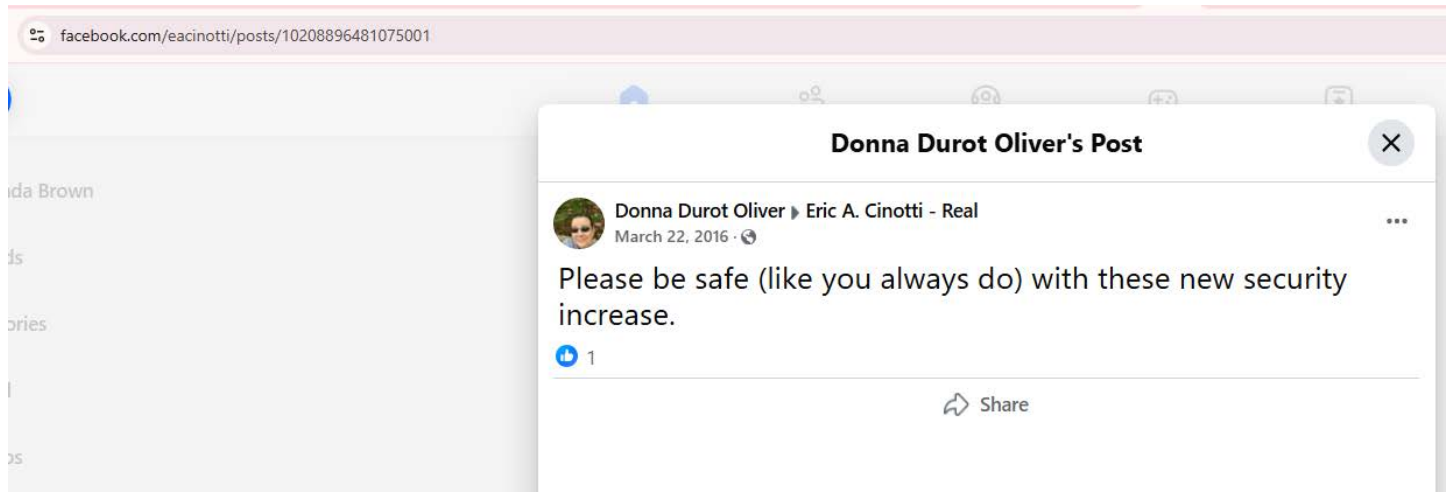 facebook.com/eacinotti/posts/10208896481075001
Donna Durot Oliver's Post
Brown
Donna Durot Oliver ▸ Eric A. Cinotti - Real
March 22, 2016 ·
Please be safe (like you always do) with these new security
increase.
1
Share